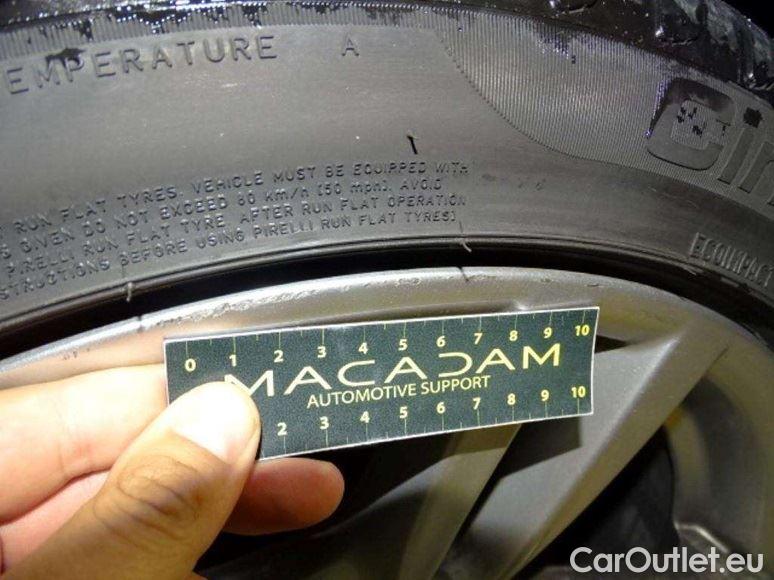 EMPERATURE A
Cin
RUN FLAT TYRES. VEHICLE MUST BE EQUIPPED WITH
GIVEN DO NOT EXCEED 80 KM/H (50 mph). AVOID
PIRELLI RUN FLAT TYRE AFTER RUN FLAT OPERATION
STRUCTIONS BEFORE USING PIRELLI RUN FLAT TYRES)
ECOIMPACT
0 1 2 3 4 5 6 7 8 9 10
MACADAM
AUTOMOTIVE SUPPORT
2 3 4 5 6 7 8 9 10
CarOutlet.eu